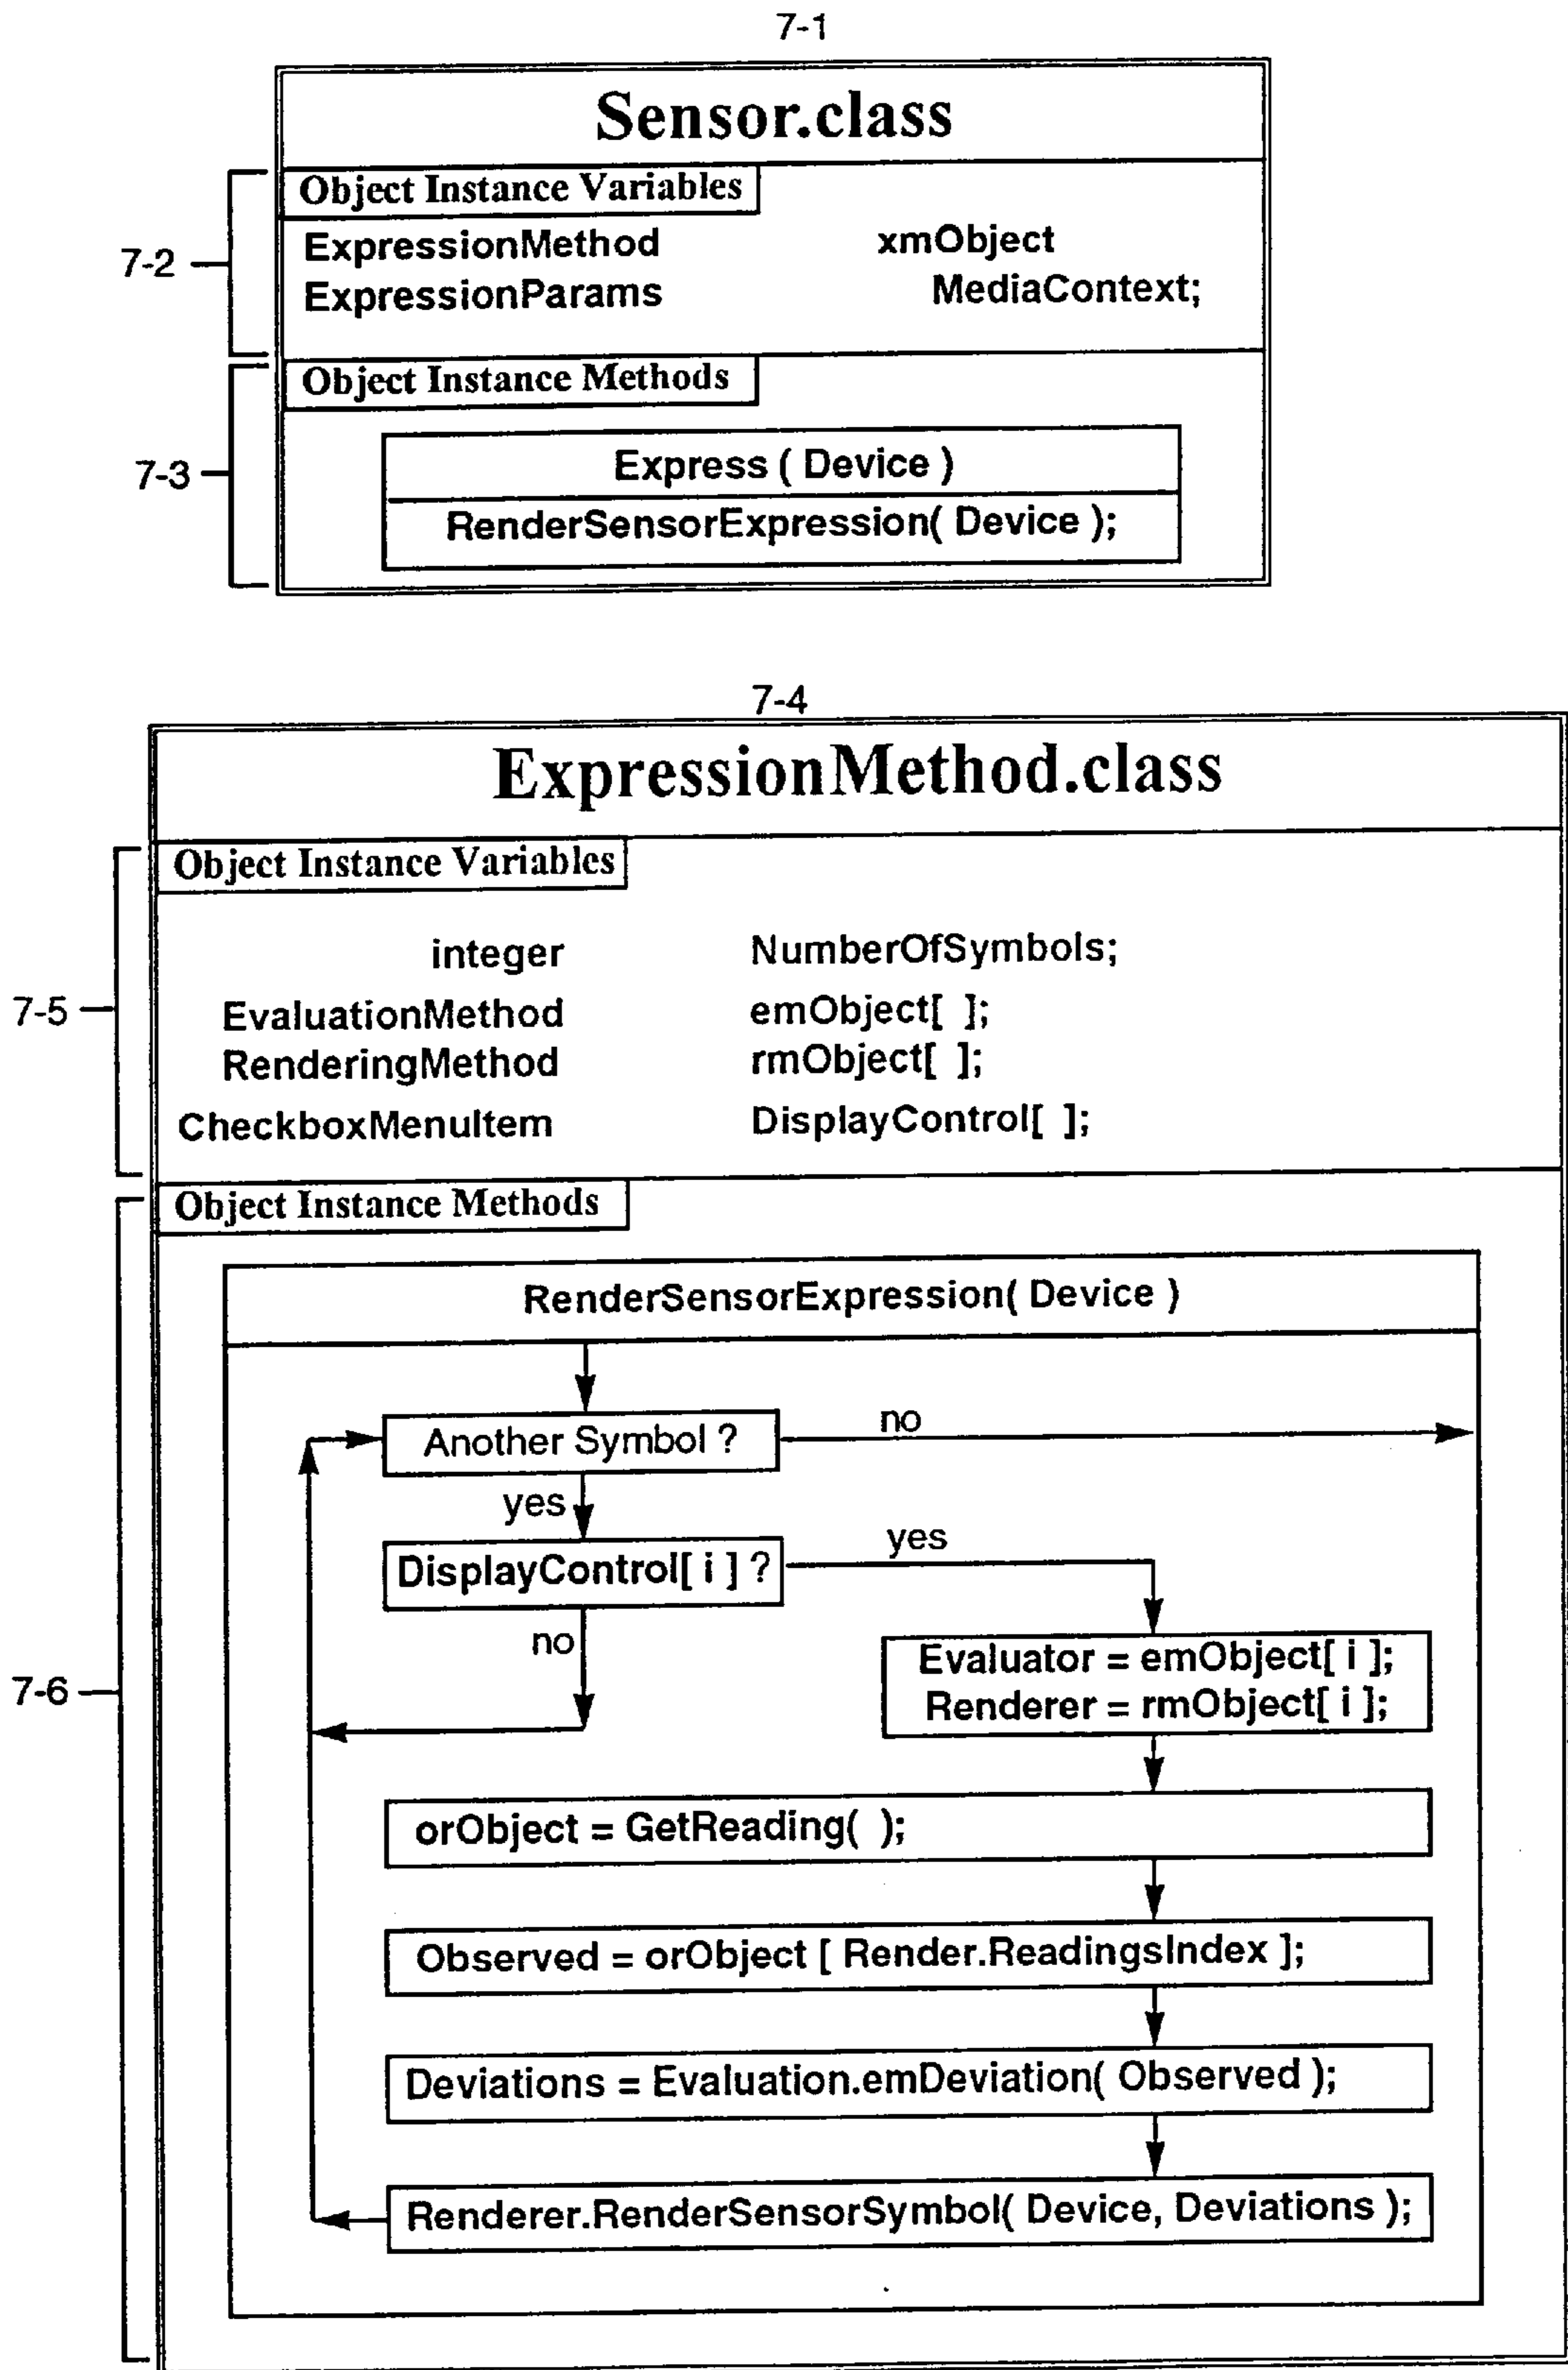 7-1
Sensor.class
Object Instance Variables
7-2
ExpressionMethod xmObject
ExpressionParams MediaContext;
Object Instance Methods
7-3
Express ( Device )
RenderSensorExpression( Device );
7-4
ExpressionMethod.class
Object Instance Variables
integer NumberOfSymbols;
7-5
EvaluationMethod emObject[ ];
RenderingMethod rmObject[ ];
CheckboxMenuItem DisplayControl[ ];
Object Instance Methods
RenderSensorExpression( Device )
Another Symbol ? no
yes
DisplayControl[ i ] ? yes
no
7-6
Evaluator = emObject[ i ];
Renderer = rmObject[ i ];
orObject = GetReading( );
Observed = orObject [ Render.ReadingsIndex ];
Deviations = Evaluation.emDeviation( Observed );
Renderer.RenderSensorSymbol( Device, Deviations );